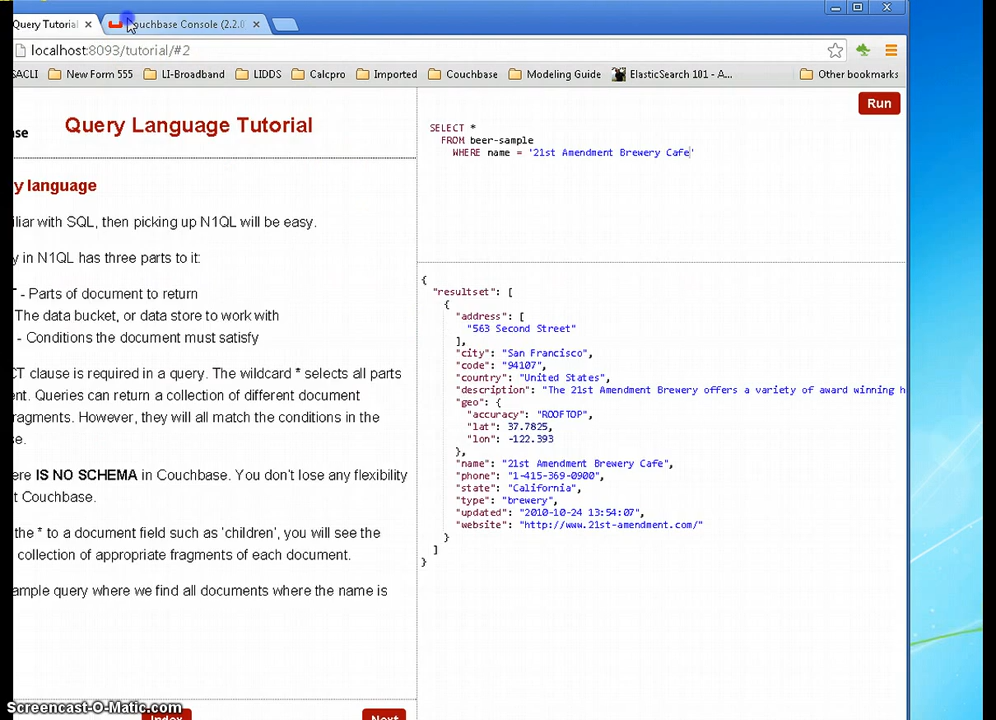 Query Tutorial
Couchbase Console (2.2.0
localhost:8093/tutorial/#2
SACLI
New Form 555
LI-Broadband
LIDDS
Calcpro
Imported
Couchbase
Modeling Guide
ElasticSearch 101 - A...
Other bookmarks
se
Query Language Tutorial
y language
iliar with SQL, then picking up N1QL will be easy.
y in N1QL has three parts to it:
T - Parts of document to return
The data bucket, or data store to work with
- Conditions the document must satisfy
CT clause is required in a query. The wildcard * selects all parts
ent. Queries can return a collection of different document
ragments. However, they will all match the conditions in the
se.
ere IS NO SCHEMA in Couchbase. You don't lose any flexibility
t Couchbase.
the * to a document field such as 'children', you will see the
collection of appropriate fragments of each document.
ample query where we find all documents where the name is
Index
Next
Run
SELECT *
FROM beer-sample
WHERE name = '21st Amendment Brewery Cafe'
{
"resultset": [
{
"address": [
"563 Second Street"
],
"city": "San Francisco",
"code": "94107",
"country": "United States",
"description": "The 21st Amendment Brewery offers a variety of award winning h
"geo": {
"accuracy": "ROOFTOP",
"lat": 37.7825,
"lon": -122.393
},
"name": "21st Amendment Brewery Cafe",
"phone": "1-415-369-0900",
"state": "California",
"type": "brewery",
"updated": "2010-10-24 13:54:07",
"website": "http://www.21st-amendment.com/"
}
]
}
Screencast-O-Matic.com